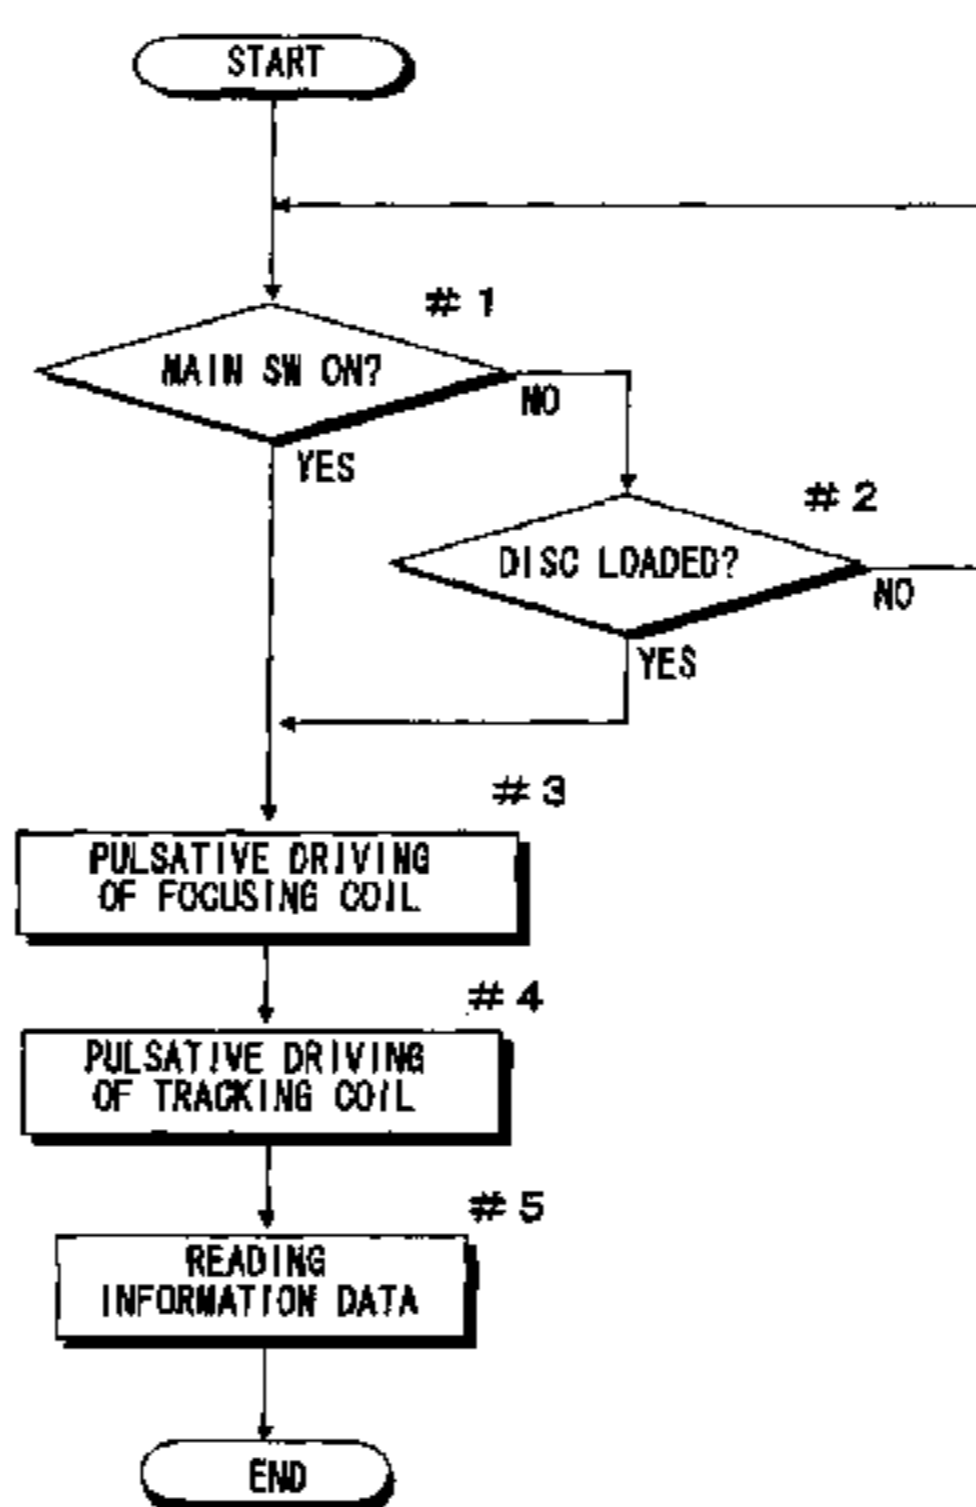 START
# 1
MAIN SW ON?
NO
YES
# 2
DISC LOADED?
NO
YES
# 3
PULSATIVE DRIVING
OF FOCUSING COIL
# 4
PULSATIVE DRIVING
OF TRACKING COIL
# 5
READING
INFORMATION DATA
END